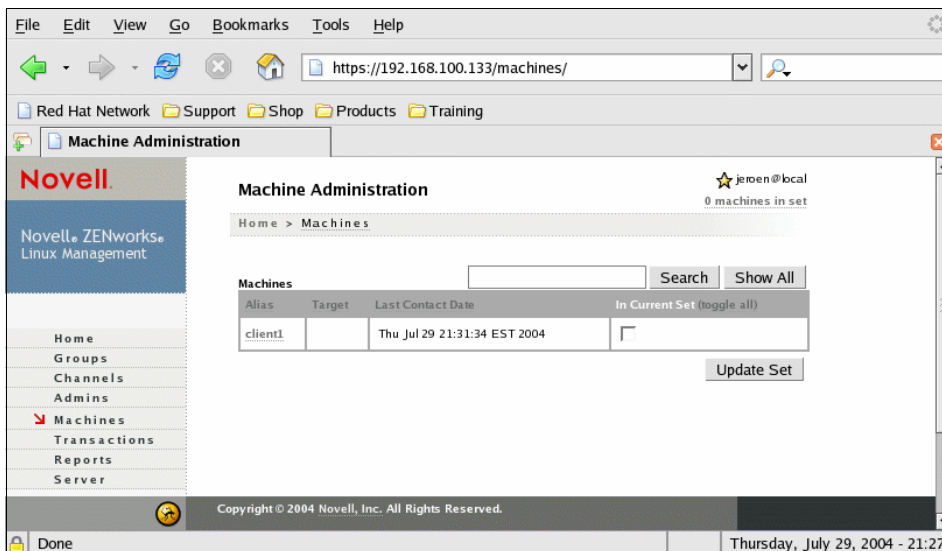 File Edit View Go Bookmarks Tools Help
https://192.168.100.133/machines/
Red Hat Network Support Shop Products Training
Machine Administration
Novell.
Novell® ZENworks®
Linux Management
Machine Administration
jeroen@local
0 machines in set
Home > Machines
Machines
Search Show All
Alias Target Last Contact Date In Current Set (toggle all)
client1 Thu Jul 29 21:31:34 EST 2004
Update Set
Home
Groups
Channels
Admins
Machines
Transactions
Reports
Server
Copyright © 2004 Novell, Inc. All Rights Reserved.
Done
Thursday, July 29, 2004 - 21:27